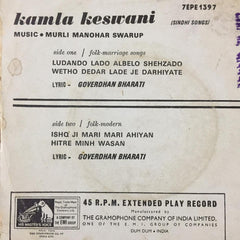 7EPE 1397
kamla keswani
(SINDHI SONGS)
MUSIC • MURLI MANOHAR SWARUP
side one / folk-marriage songs
LUDANDO LADO ALBELO SHEHZADO
WETHO DEDAR LADE JE DARHIYATE
LYRIC – GOVERDHAN BHARATI
side two / folk-modern
ISHQ JI MARI MARI AHIYAN
HITRE MINH WASAN
LYRIC – GOVERDHAN BHARATI
"HIS MASTER'S VOICE"
45 R.P.M. EXTENDED PLAY RECORD
Manufactured by
THE GRAMOPHONE COMPANY OF INDIA LIMITED.
ONE OF THE E. M. I. GROUP OF COMPANIES
DUM DUM • INDIA